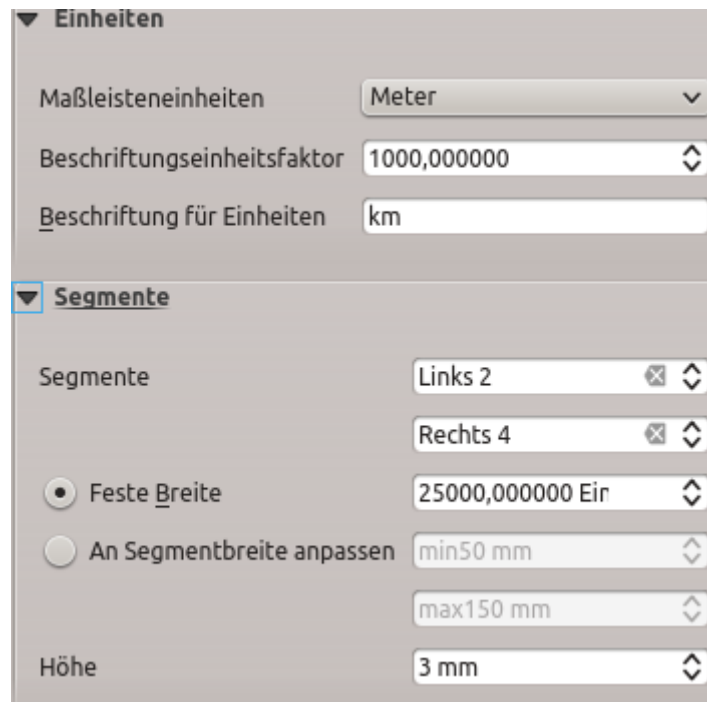 Einheiten
Maßleisteneinheiten Meter
Beschriftungseinheitsfaktor 1000,000000
Beschriftung für Einheiten km
Segmente
Segmente Links 2
Rechts 4
Feste Breite 25000,000000 Ein
An Segmentbreite anpassen min50 mm
max150 mm
Höhe 3 mm